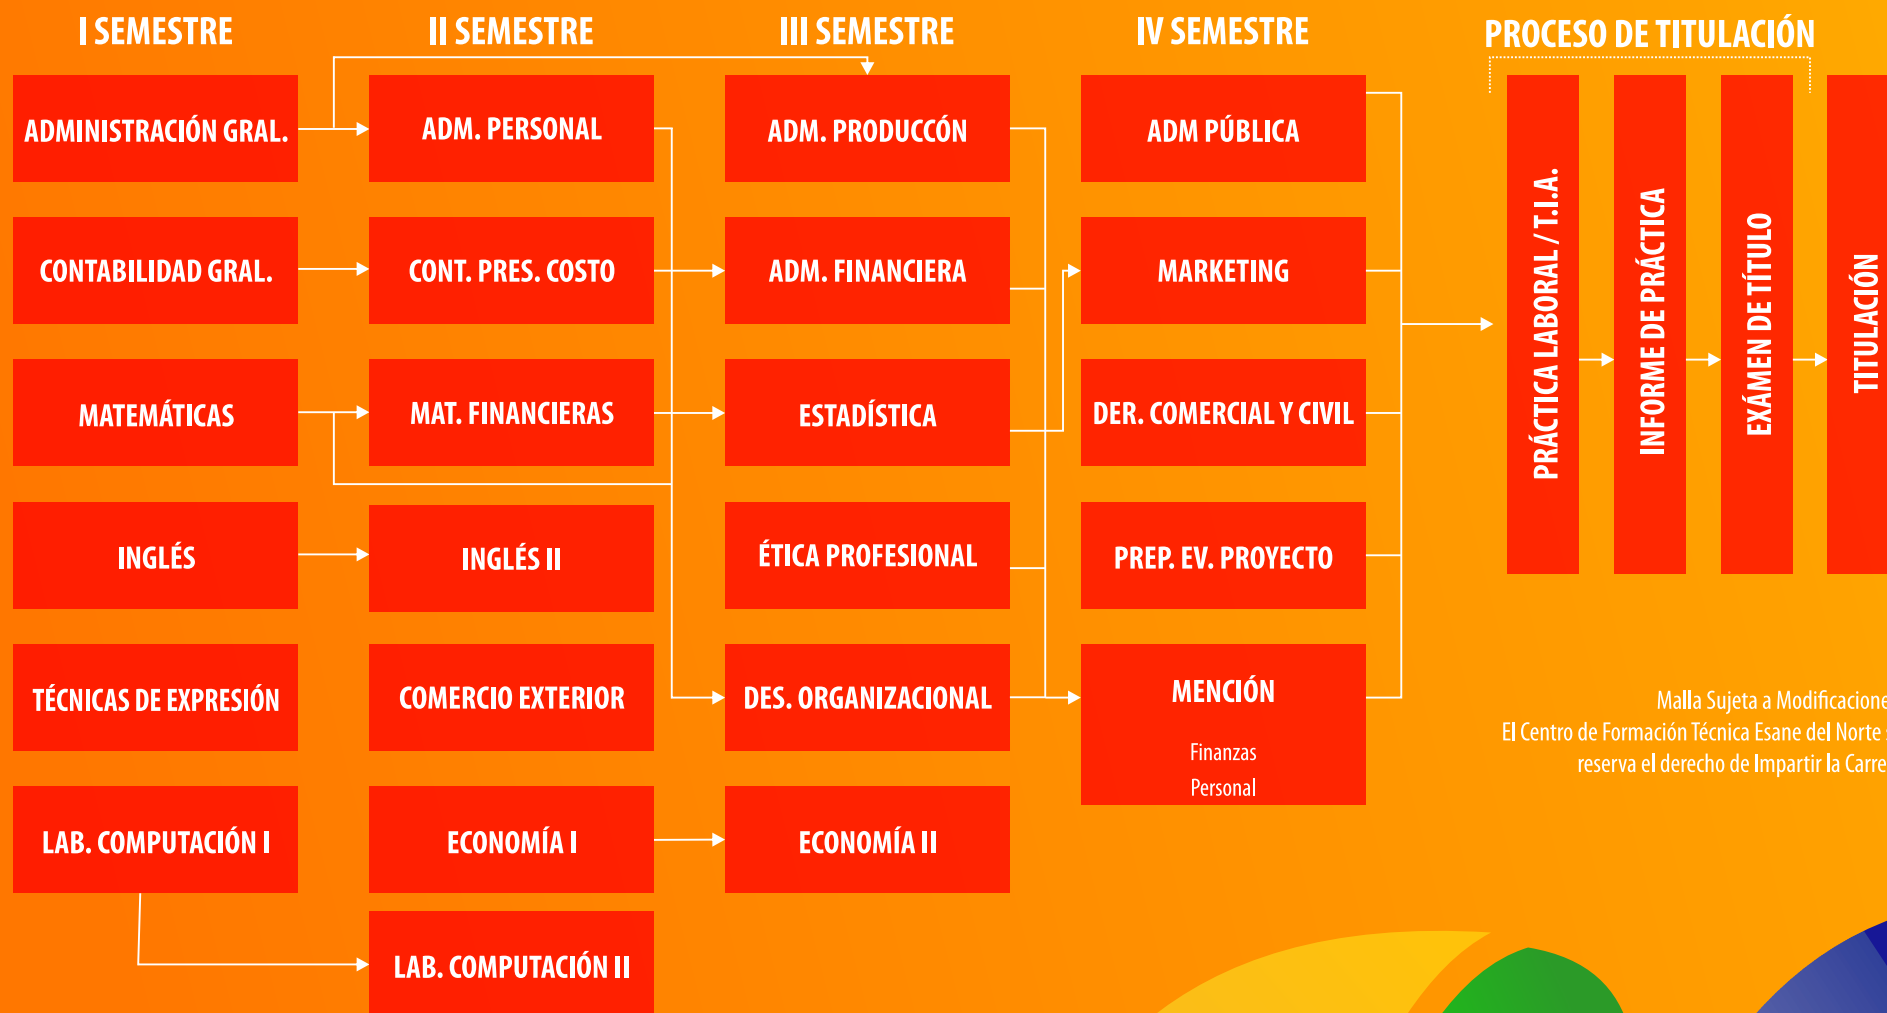 I SEMESTRE
ADMINISTRACIÓN GRAL.
CONTABILIDAD GRAL.
MATEMÁTICAS
INGLÉS
TÉCNICAS DE EXPRESIÓN
LAB. COMPUTACIÓN I
II SEMESTRE
ADM. PERSONAL
CONT. PRES. COSTO
MAT. FINANCIERAS
INGLÉS II
COMERCIO EXTERIOR
ECONOMÍA I
LAB. COMPUTACIÓN II
III SEMESTRE
ADM. PRODUCCÓN
ADM. FINANCIERA
ESTADÍSTICA
ÉTICA PROFESIONAL
DES. ORGANIZACIONAL
ECONOMÍA II
IV SEMESTRE
ADM PÚBLICA
MARKETING
DER. COMERCIAL Y CIVIL
PREP. EV. PROYECTO
MENCIÓN
Finanzas
Personal
PROCESO DE TITULACIÓN
PRÁCTICA LABORAL / T.I.A.
INFORME DE PRÁCTICA
EXÁMEN DE TÍTULO
TITULACIÓN
Malla Sujeta a Modificacione
El Centro de Formación Técnica Esane del Norte
reserva el derecho de Impartir la Carre